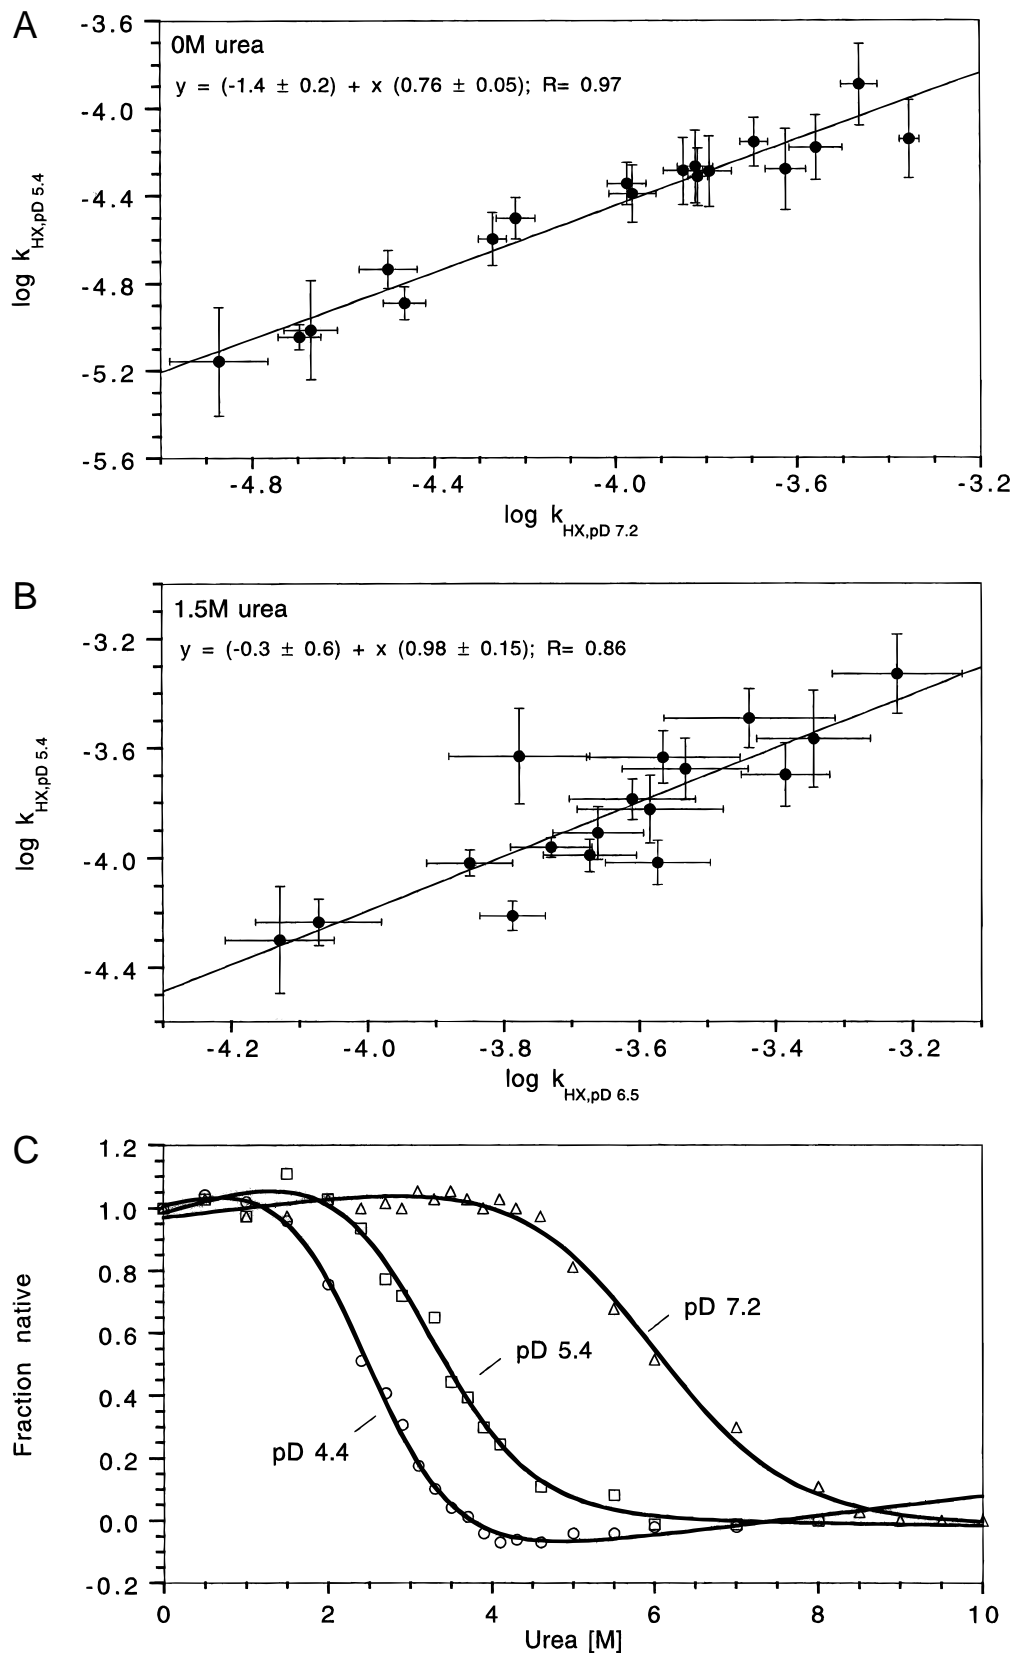 A
0M urea
y = (-1.4 ± 0.2) + x (0.76 ± 0.05); R= 0.97
-3.6
-4.0
-4.4
-4.8
-5.2
-5.6
log k HX,pD 5.4
-4.8 -4.4 -4.0 -3.6 -3.2
log k HX,pD 7.2
B
1.5M urea
y = (-0.3 ± 0.6) + x (0.98 ± 0.15); R= 0.86
-3.2
-3.6
-4.0
-4.4
log k HX,pD 5.4
-4.2 -4.0 -3.8 -3.6 -3.4 -3.2
log k HX,pD 6.5
C
1.2
1.0
0.8
0.6
0.4
0.2
0.0
-0.2
Fraction native
pD 7.2
pD 5.4
pD 4.4
0 2 4 6 8 10
Urea [M]